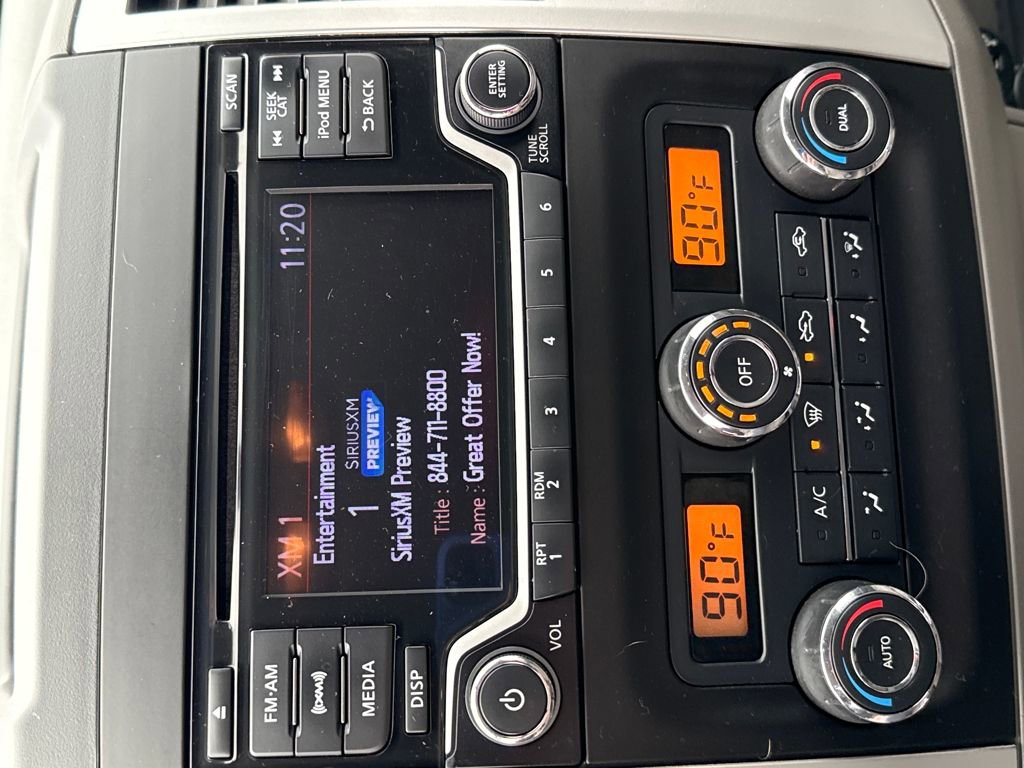 SCAN
SEEK
CAT
iPod MENU
BACK
ENTER
SETTING
TUNE
SCROLL
FM·AM
((XM))
MEDIA
DISP
VOL
XM 1
11:20
Entertainment
1
SIRIUSXM
PREVIEW
SiriusXM Preview
Title : 844-711-8800
Name : Great Offer Now!
RPT
1
RDM
2
3
4
5
6
90°F
OFF
90°F
AUTO
A/C
DUAL